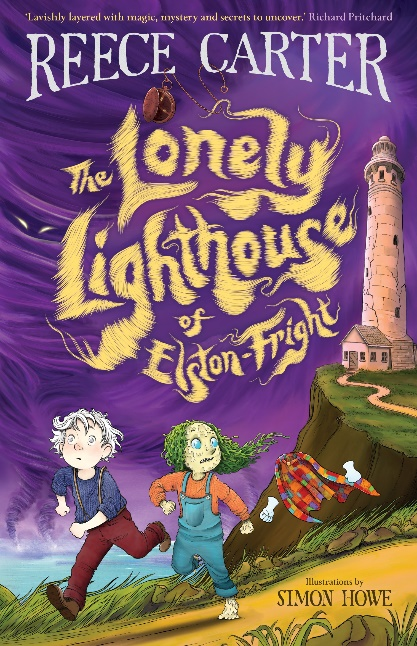 ‘Lavishly layered with magic, mystery and secrets to uncover.’ Richard Pritchard
REECE CARTER
The Lonely
Lighthouse
of
Elston-Fright
Illustrations by
SIMON HOWE